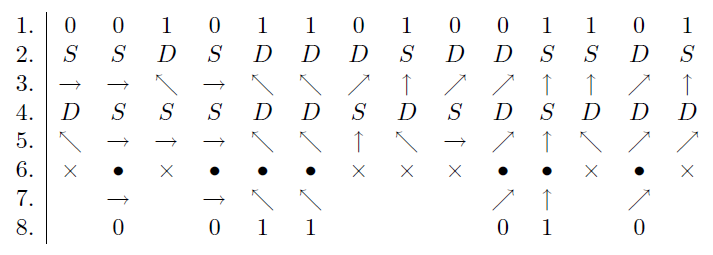 1. 0 0 1 0 1 1 0 1 0 0 1 1 0 1
2. S S D S D D D S D D S S D S
3. → → ↖ → ↖ ↖ ↗ ↑ ↗ ↗ ↑ ↑ ↗ ↑
4. D S S S D D S D S D S D D D
5. ↖ → → → ↖ ↖ ↑ ↖ → ↗ ↑ ↖ ↗ ↗
6. × • × • • • × × × • • × • ×
7. → → ↖ ↖ ↗ ↑ ↗
8. 0 0 1 1 0 1 0